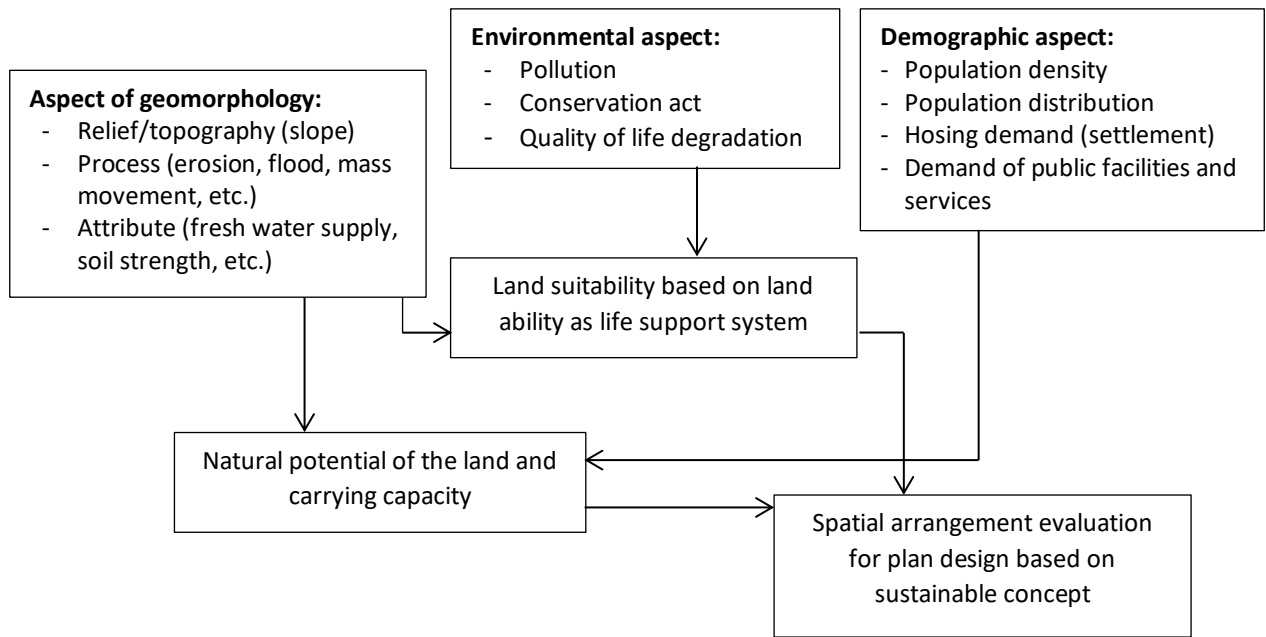 Aspect of geomorphology:
- Relief/topography (slope)
- Process (erosion, flood, mass
movement, etc.)
- Attribute (fresh water supply,
soil strength, etc.)
Environmental aspect:
- Pollution
- Conservation act
- Quality of life degradation
Demographic aspect:
- Population density
- Population distribution
- Hosing demand (settlement)
- Demand of public facilities and
services
Land suitability based on land
ability as life support system
Natural potential of the land and
carrying capacity
Spatial arrangement evaluation
for plan design based on
sustainable concept